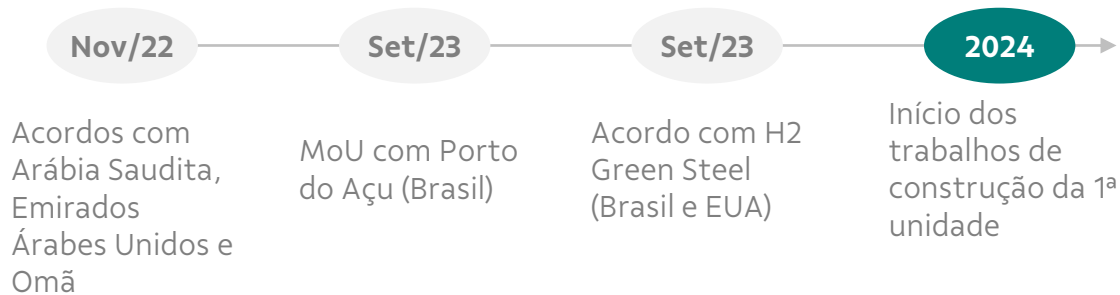 Nov/22
Set/23
Set/23
2024
Acordos com
Arábia Saudita,
Emirados
Árabes Unidos e
Omã
MoU com Porto
do Açu (Brasil)
Acordo com H2
Green Steel
(Brasil e EUA)
Início dos
trabalhos de
construção da 1ª
unidade